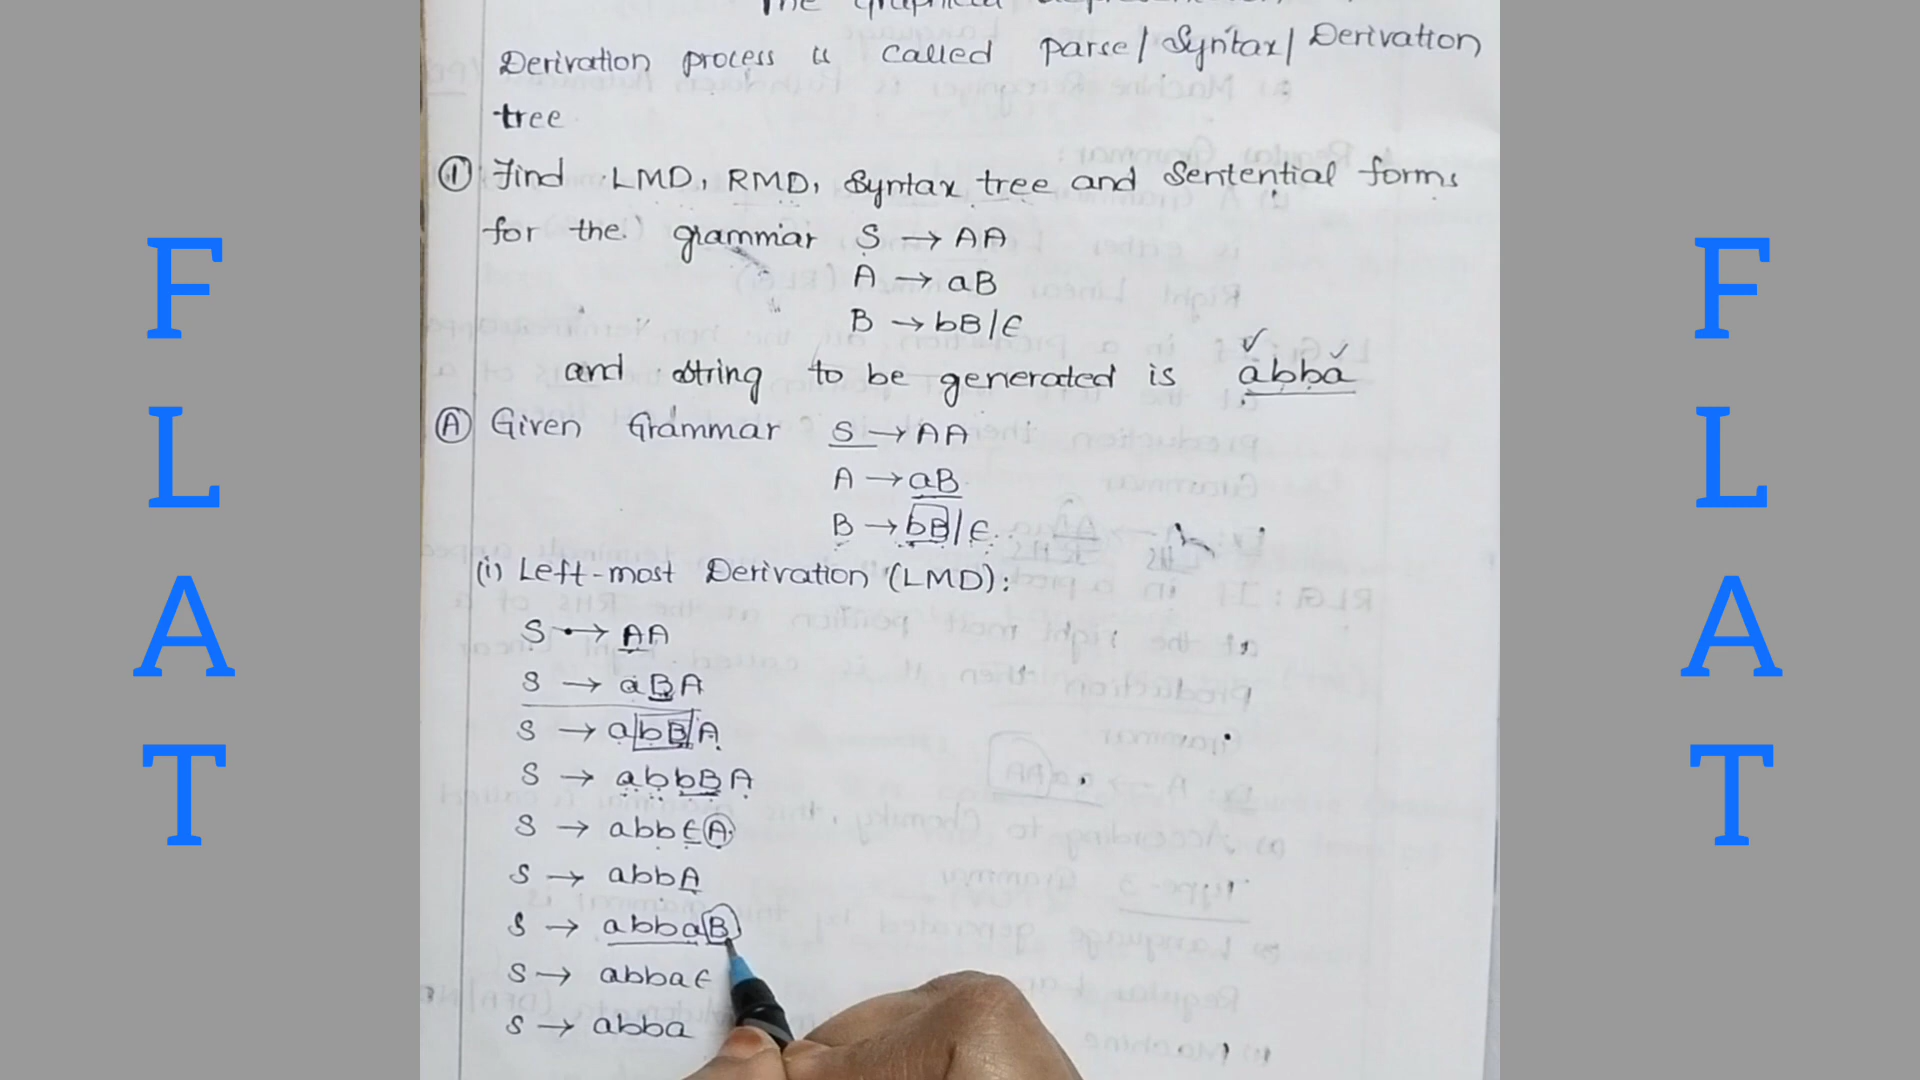 F
L
A
T
The
Derivation process is called parse/Syntax/Derivation
tree
① Find LMD, RMD, Syntax tree and Sentential forms
for the grammar S → AA
A → aB
B → bB/ϵ
and string to be generated is abba
Ⓐ Given Grammar S → AA
A → aB
B → bB/ϵ
(i) Left-most Derivation (LMD):
S → AA
S → aBA
S → abBA
S → abbBA
S → abbϵA
S → abbA
S → abbaB
S → abbaϵ
S → abba
F
L
A
T